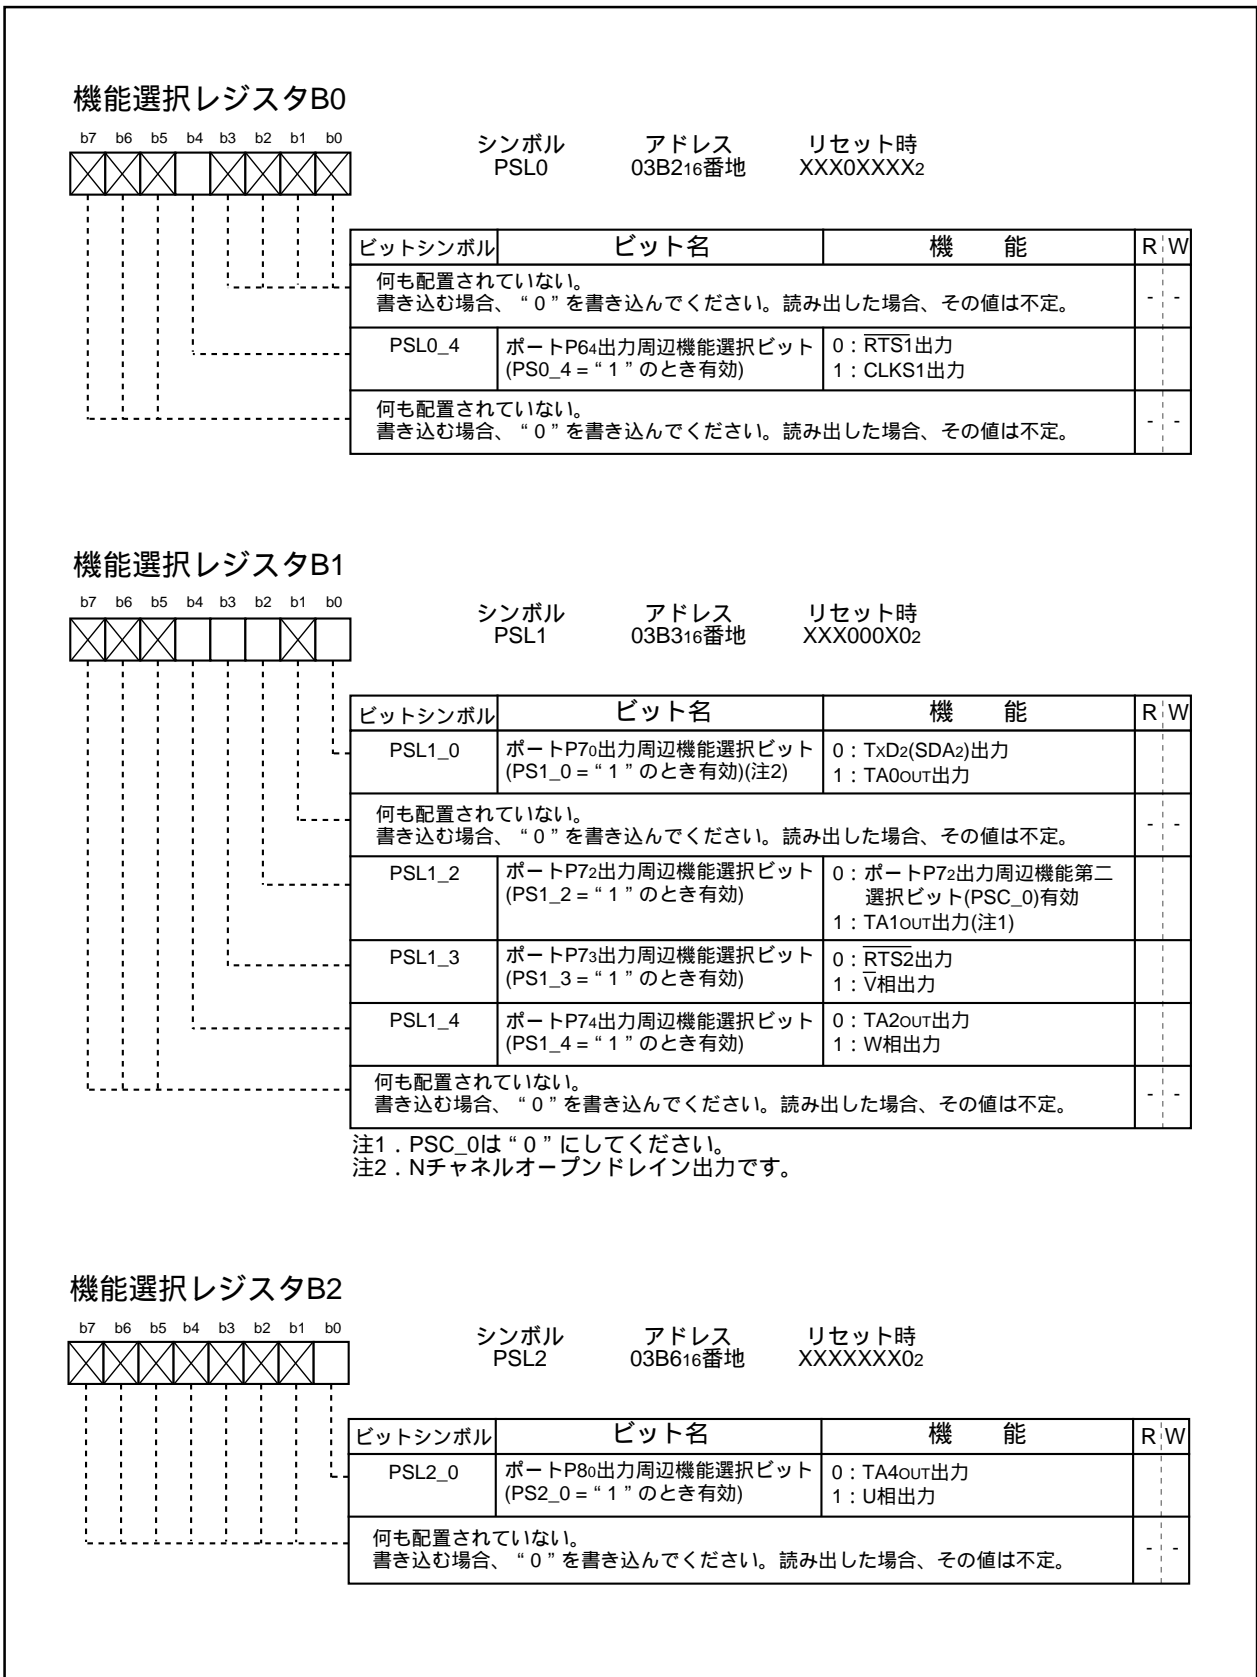 機能選択レジスタB0
b7 b6 b5 b4 b3 b2 b1 b0
シンボル アドレス リセット時
PSL0 03B216番地 XXX0XXXX2
ビットシンボル ビット名 機 能 R W
何も配置されていない。
書き込む場合、“0”を書き込んでください。読み出した場合、その値は不定。 - -
PSL0_4 ポートP64出力周辺機能選択ビット 0：R̅T̅S̅1̅出力
(PS0_4 = “1” のとき有効) 1：CLKS1出力
何も配置されていない。
書き込む場合、“0”を書き込んでください。読み出した場合、その値は不定。 - -
機能選択レジスタB1
b7 b6 b5 b4 b3 b2 b1 b0
シンボル アドレス リセット時
PSL1 03B316番地 XXX000X02
ビットシンボル ビット名 機 能 R W
PSL1_0 ポートP70出力周辺機能選択ビット 0：TXD2(SDA2)出力
(PS1_0 = “1” のとき有効)(注2) 1：TA0OUT出力
何も配置されていない。
書き込む場合、“0”を書き込んでください。読み出した場合、その値は不定。 - -
PSL1_2 ポートP72出力周辺機能選択ビット 0：ポートP72出力周辺機能第二
(PS1_2 = “1” のとき有効) 選択ビット(PSC_0)有効
1：TA1OUT出力(注1)
PSL1_3 ポートP73出力周辺機能選択ビット 0：R̅T̅S̅2̅出力
(PS1_3 = “1” のとき有効) 1：V̅相出力
PSL1_4 ポートP74出力周辺機能選択ビット 0：TA2OUT出力
(PS1_4 = “1” のとき有効) 1：W相出力
何も配置されていない。
書き込む場合、“0”を書き込んでください。読み出した場合、その値は不定。 - -
注1．PSC_0は“0”にしてください。
注2．Nチャネルオープンドレイン出力です。
機能選択レジスタB2
b7 b6 b5 b4 b3 b2 b1 b0
シンボル アドレス リセット時
PSL2 03B616番地 XXXXXXX02
ビットシンボル ビット名 機 能 R W
PSL2_0 ポートP80出力周辺機能選択ビット 0：TA4OUT出力
(PS2_0 = “1” のとき有効) 1：U相出力
何も配置されていない。
書き込む場合、“0”を書き込んでください。読み出した場合、その値は不定。 - -